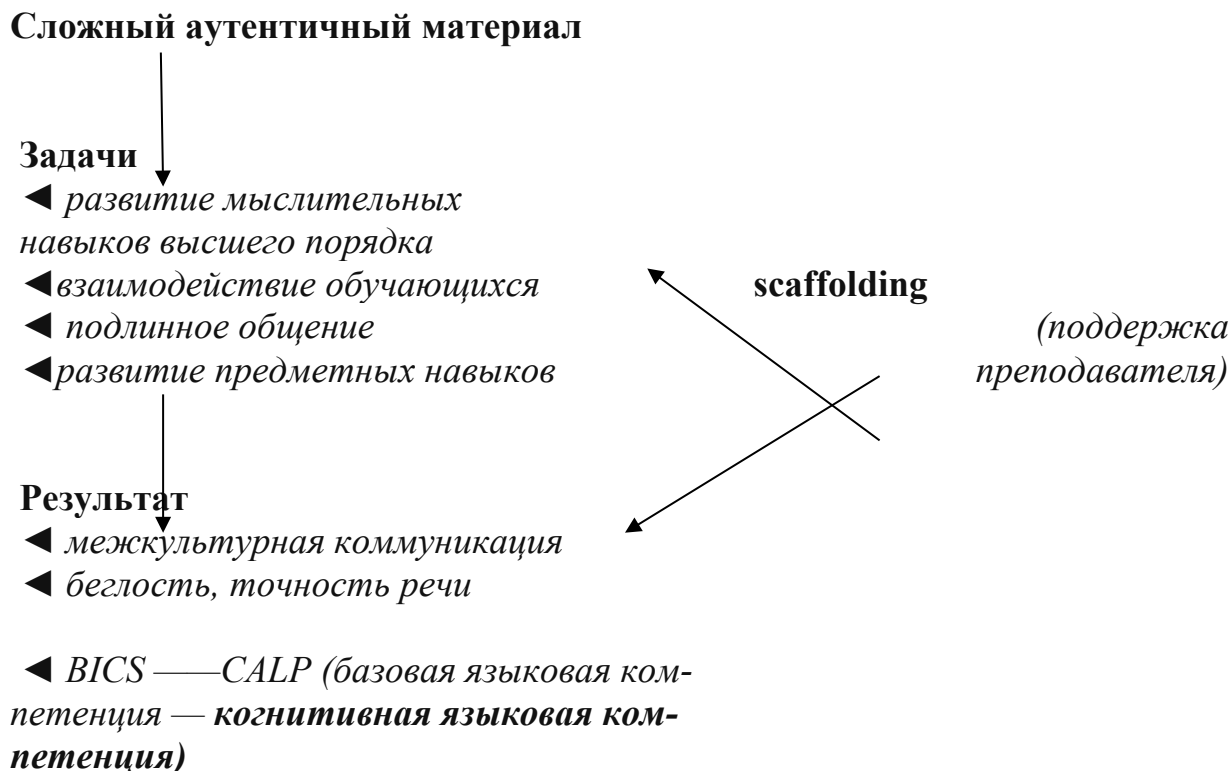 Сложный аутентичный материал
Задачи
◄ развитие мыслительных
навыков высшего порядка
◄взаимодействие обучающихся
scaffolding
◄ подлинное общение
(поддержка
◄развитие предметных навыков
преподавателя)
Результат
◄ межкультурная коммуникация
◄ беглость, точность речи
◄ BICS ——CALP (базовая языковая ком-
петенция — когнитивная языковая ком-
петенция)